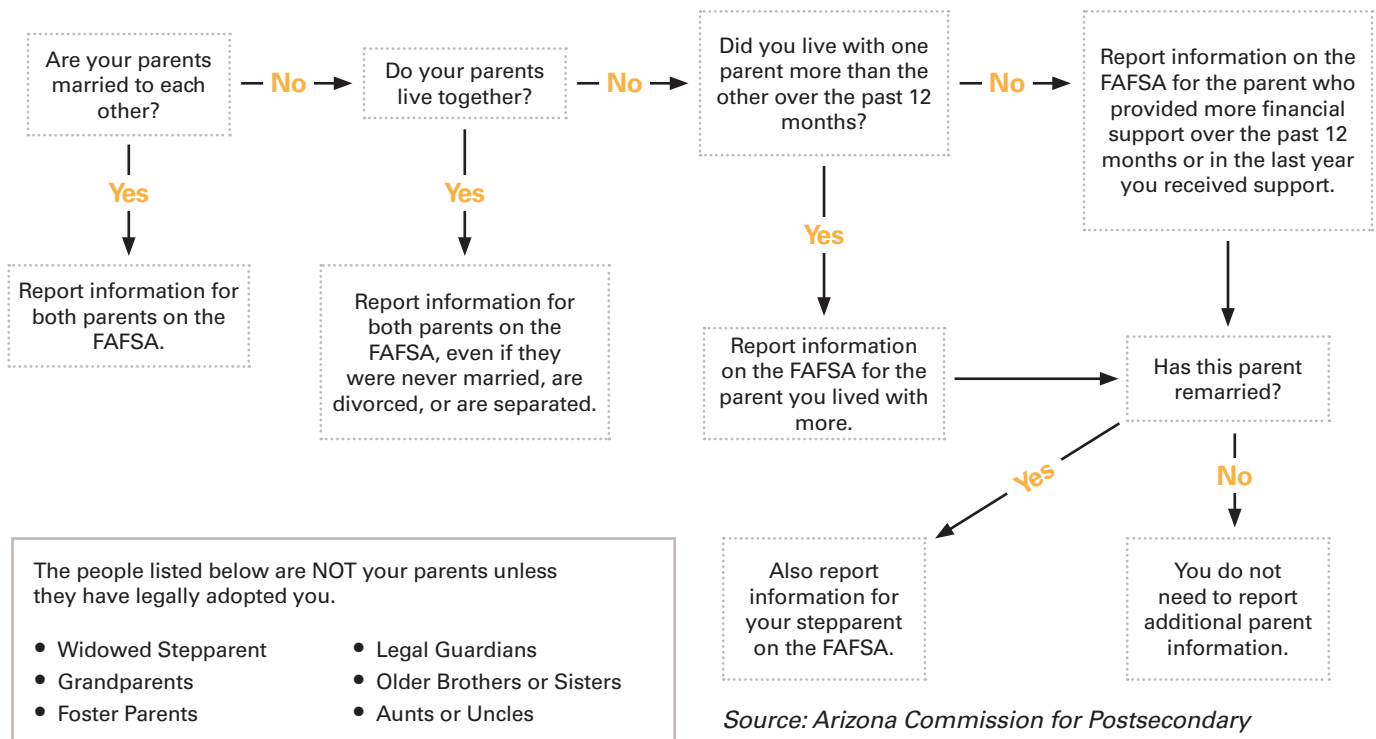 Are your parents
married to each
other?
No
Do your parents
live together?
No
Did you live with one
parent more than the
other over the past 12
months?
No
Report information on the
FAFSA for the parent who
provided more financial
support over the past 12
months or in the last year
you received support.
Yes
Yes
Yes
Report information for
both parents on the
FAFSA.
Report information for
both parents on the
FAFSA, even if they
were never married, are
divorced, or are separated.
Report information
on the FAFSA for the
parent you lived with
more.
Has this parent
remarried?
Yes
No
Also report
information for
your stepparent
on the FAFSA.
You do not
need to report
additional parent
information.
The people listed below are NOT your parents unless
they have legally adopted you.
• Widowed Stepparent
• Grandparents
• Foster Parents
• Legal Guardians
• Older Brothers or Sisters
• Aunts or Uncles
Source: Arizona Commission for Postsecondary